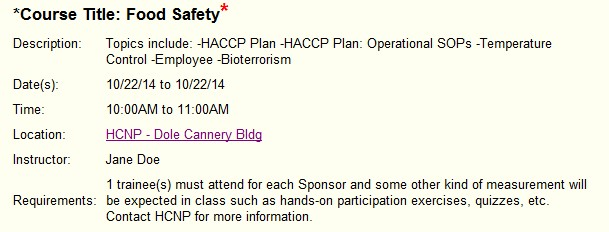 *Course Title: Food Safety*
Description: Topics include: -HACCP Plan -HACCP Plan: Operational SOPs -Temperature
Control -Employee -Bioterrorism
Date(s): 10/22/14 to 10/22/14
Time: 10:00AM to 11:00AM
Location: HCNP - Dole Cannery Bldg
Instructor: Jane Doe
1 trainee(s) must attend for each Sponsor and some other kind of measurement will
Requirements: be expected in class such as hands-on participation exercises, quizzes, etc.
Contact HCNP for more information.